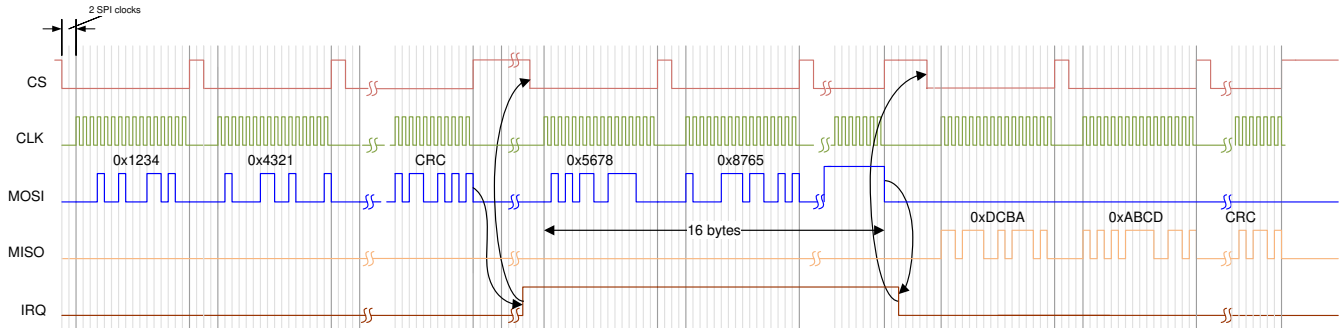 2 SPI clocks
CS
CLK
0x1234 0x4321 CRC 0x5678 0x8765
MOSI
0xDCBA 0xABCD CRC
16 bytes
MISO
IRQ